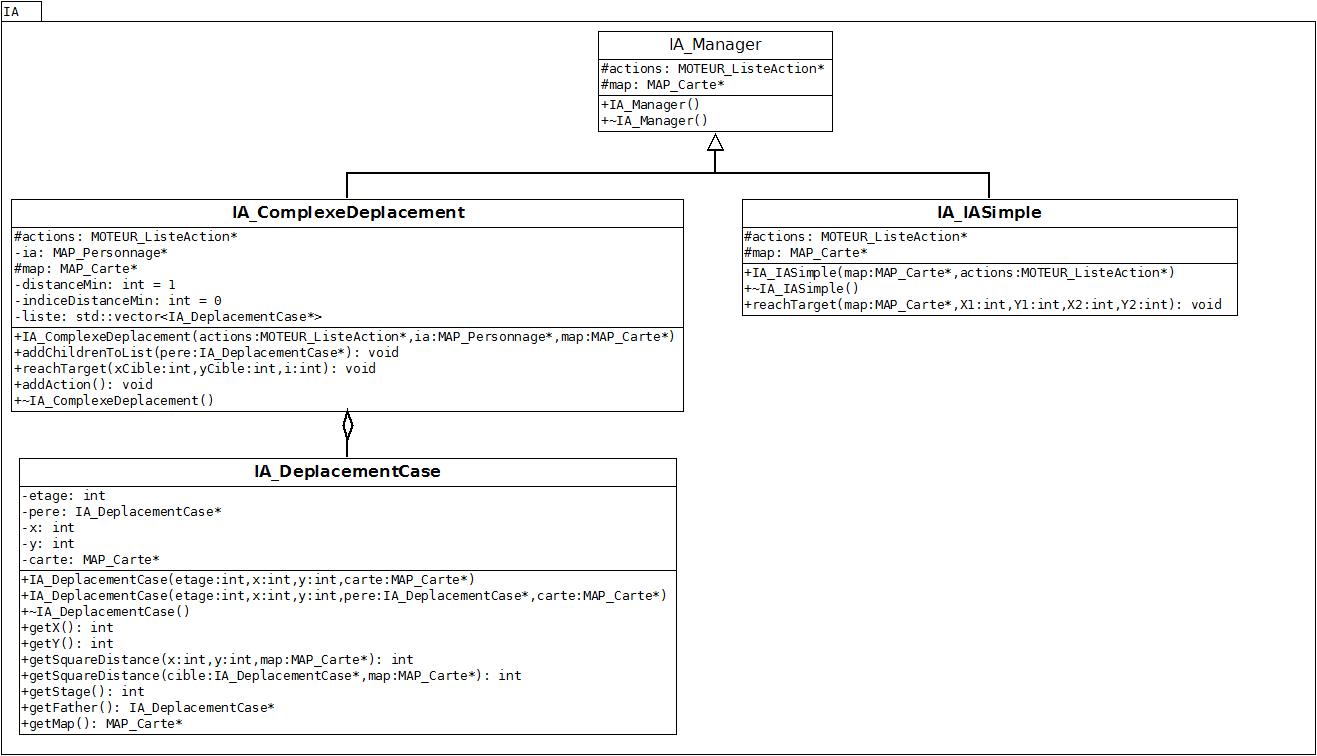 IA
IA_Manager
#actions: MOTEUR_ListeAction*
#map: MAP_Carte*
+IA_Manager()
+~IA_Manager()
IA_ComplexeDeplacement
#actions: MOTEUR_ListeAction*
-ia: MAP_Personnage*
#map: MAP_Carte*
-distanceMin: int = 1
-indiceDistanceMin: int = 0
-liste: std::vector<IA_DeplacementCase*>
+IA_ComplexeDeplacement(actions:MOTEUR_ListeAction*,ia:MAP_Personnage*,map:MAP_Carte*)
+addChildrenToList(pere:IA_DeplacementCase*): void
+reachTarget(xCible:int,yCible:int,i:int): void
+addAction(): void
+~IA_ComplexeDeplacement()
IA_IASimple
#actions: MOTEUR_ListeAction*
#map: MAP_Carte*
+IA_IASimple(map:MAP_Carte*,actions:MOTEUR_ListeAction*)
+~IA_IASimple()
+reachTarget(map:MAP_Carte*,X1:int,Y1:int,X2:int,Y2:int): void
IA_DeplacementCase
-etage: int
-pere: IA_DeplacementCase*
-x: int
-y: int
-carte: MAP_Carte*
+IA_DeplacementCase(etage:int,x:int,y:int,carte:MAP_Carte*)
+IA_DeplacementCase(etage:int,x:int,y:int,pere:IA_DeplacementCase*,carte:MAP_Carte*)
+~IA_DeplacementCase()
+getX(): int
+getY(): int
+getSquareDistance(x:int,y:int,map:MAP_Carte*): int
+getSquareDistance(cible:IA_DeplacementCase*,map:MAP_Carte*): int
+getStage(): int
+getFather(): IA_DeplacementCase*
+getMap(): MAP_Carte*